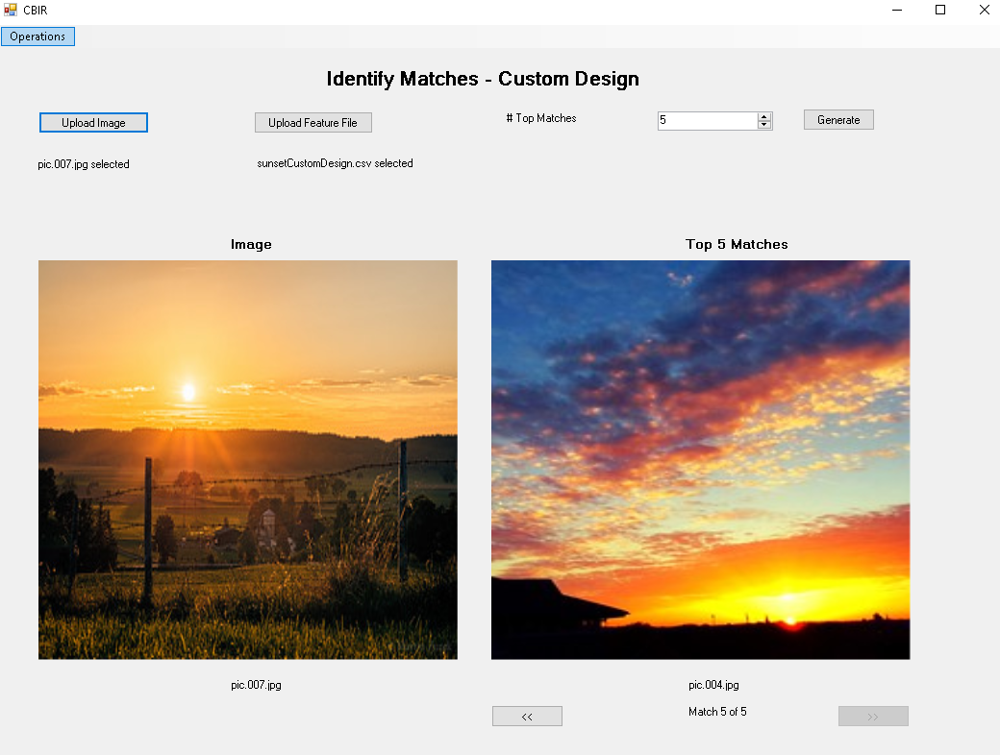 CBIR
Operations
Identify Matches - Custom Design
Upload Image
Upload Feature File
# Top Matches
5
Generate
pic.007.jpg selected
sunsetCustomDesign.csv selected
Image
Top 5 Matches
pic.007.jpg
pic.004.jpg
<<
Match 5 of 5
>>